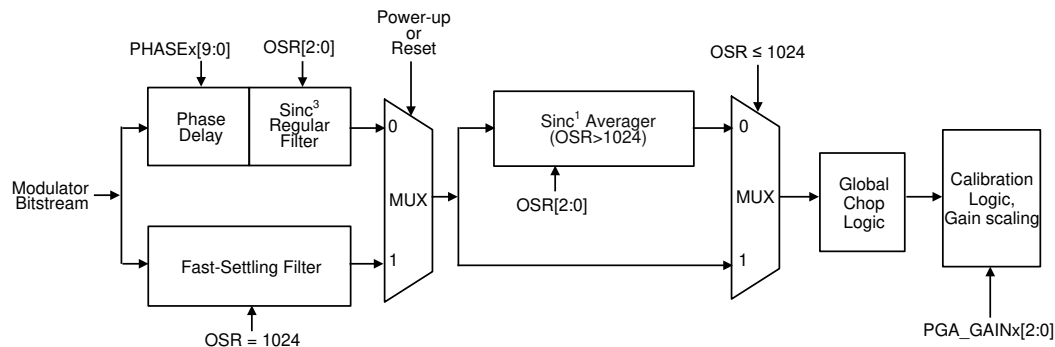 Power-up
or
Reset
PHASEx[9:0]
OSR[2:0]
OSR ≤ 1024
Phase
Delay
Sinc³
Regular
Filter
0
Sinc¹ Averager
(OSR>1024)
0
Modulator
Bitstream
MUX
OSR[2:0]
MUX
Global
Chop
Logic
Calibration
Logic,
Gain scaling
Fast-Settling Filter
1
1
OSR = 1024
PGA_GAINx[2:0]